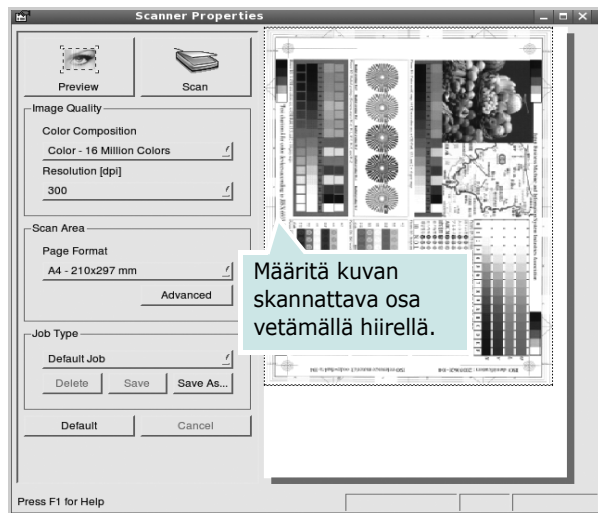 Scanner Properties
Preview
Scan
Image Quality
Color Composition
Color - 16 Million Colors
Resolution [dpi]
300
Scan Area
Page Format
A4 - 210x297 mm
Advanced
Job Type
Default Job
Delete
Save
Save As...
Default
Cancel
Määritä kuvan
skannattava osa
vetämällä hiirellä.
Press F1 for Help